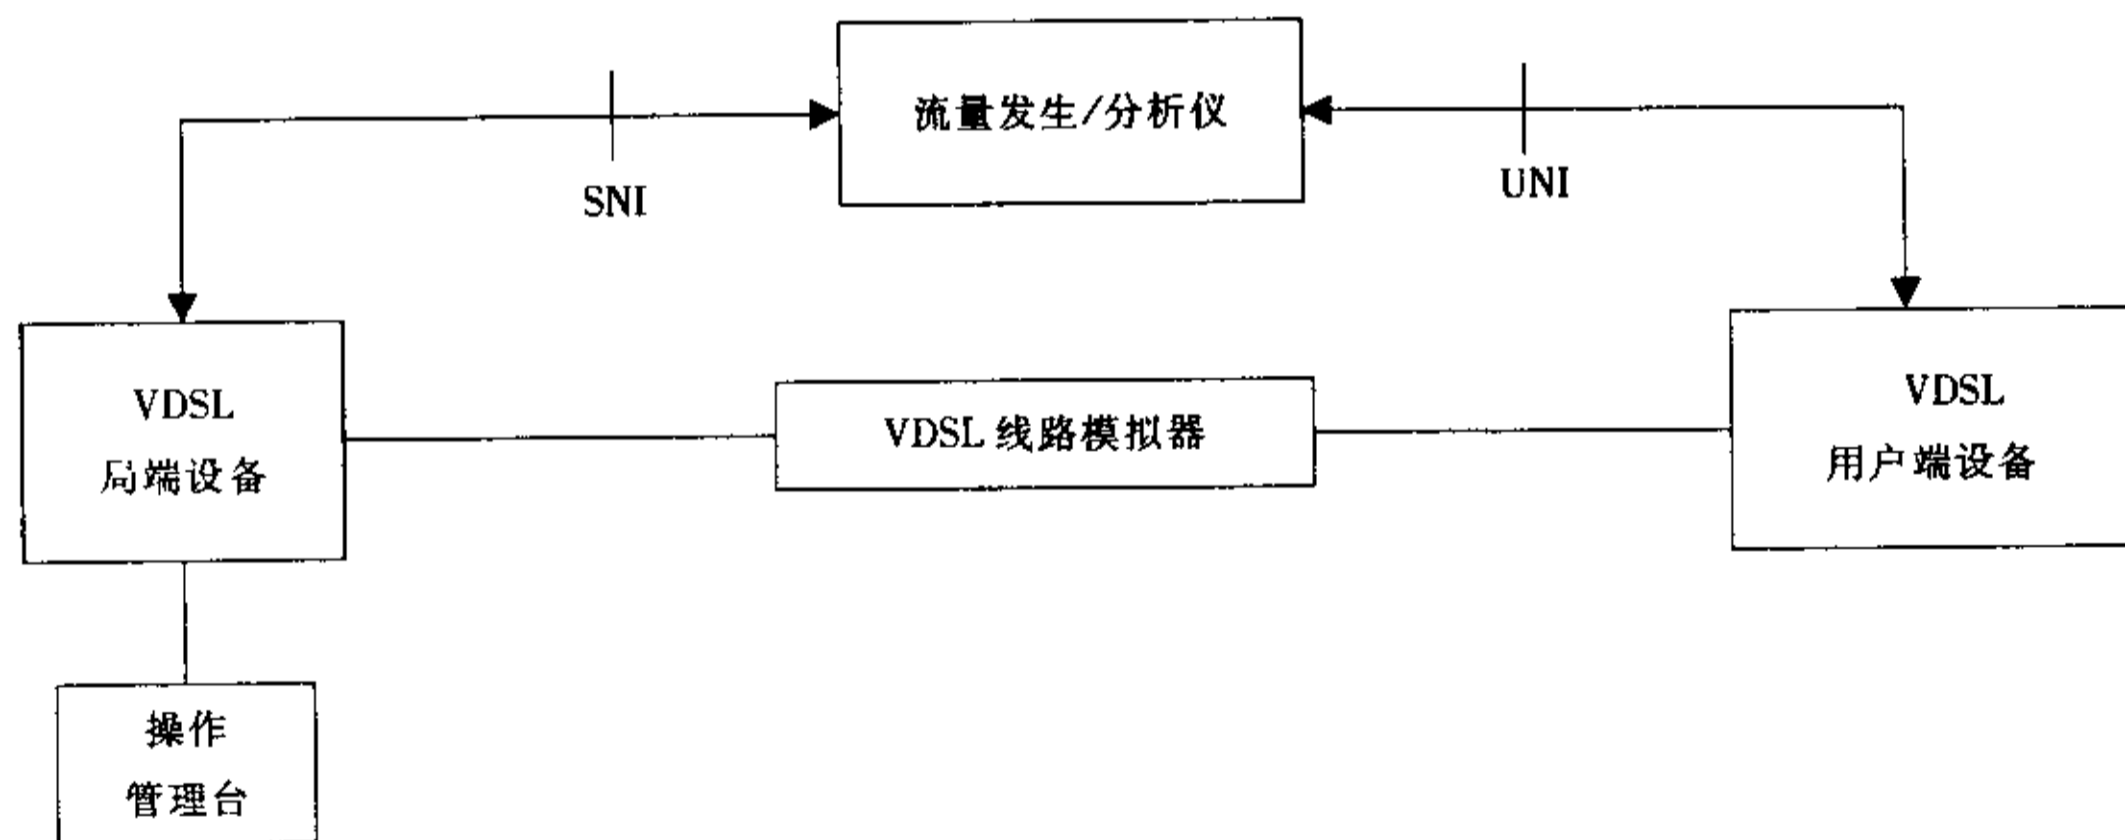 流量发生/分析仪
SNI
UNI
VDSL
局端设备
VDSL 线路模拟器
VDSL
用户端设备
操作
管理台